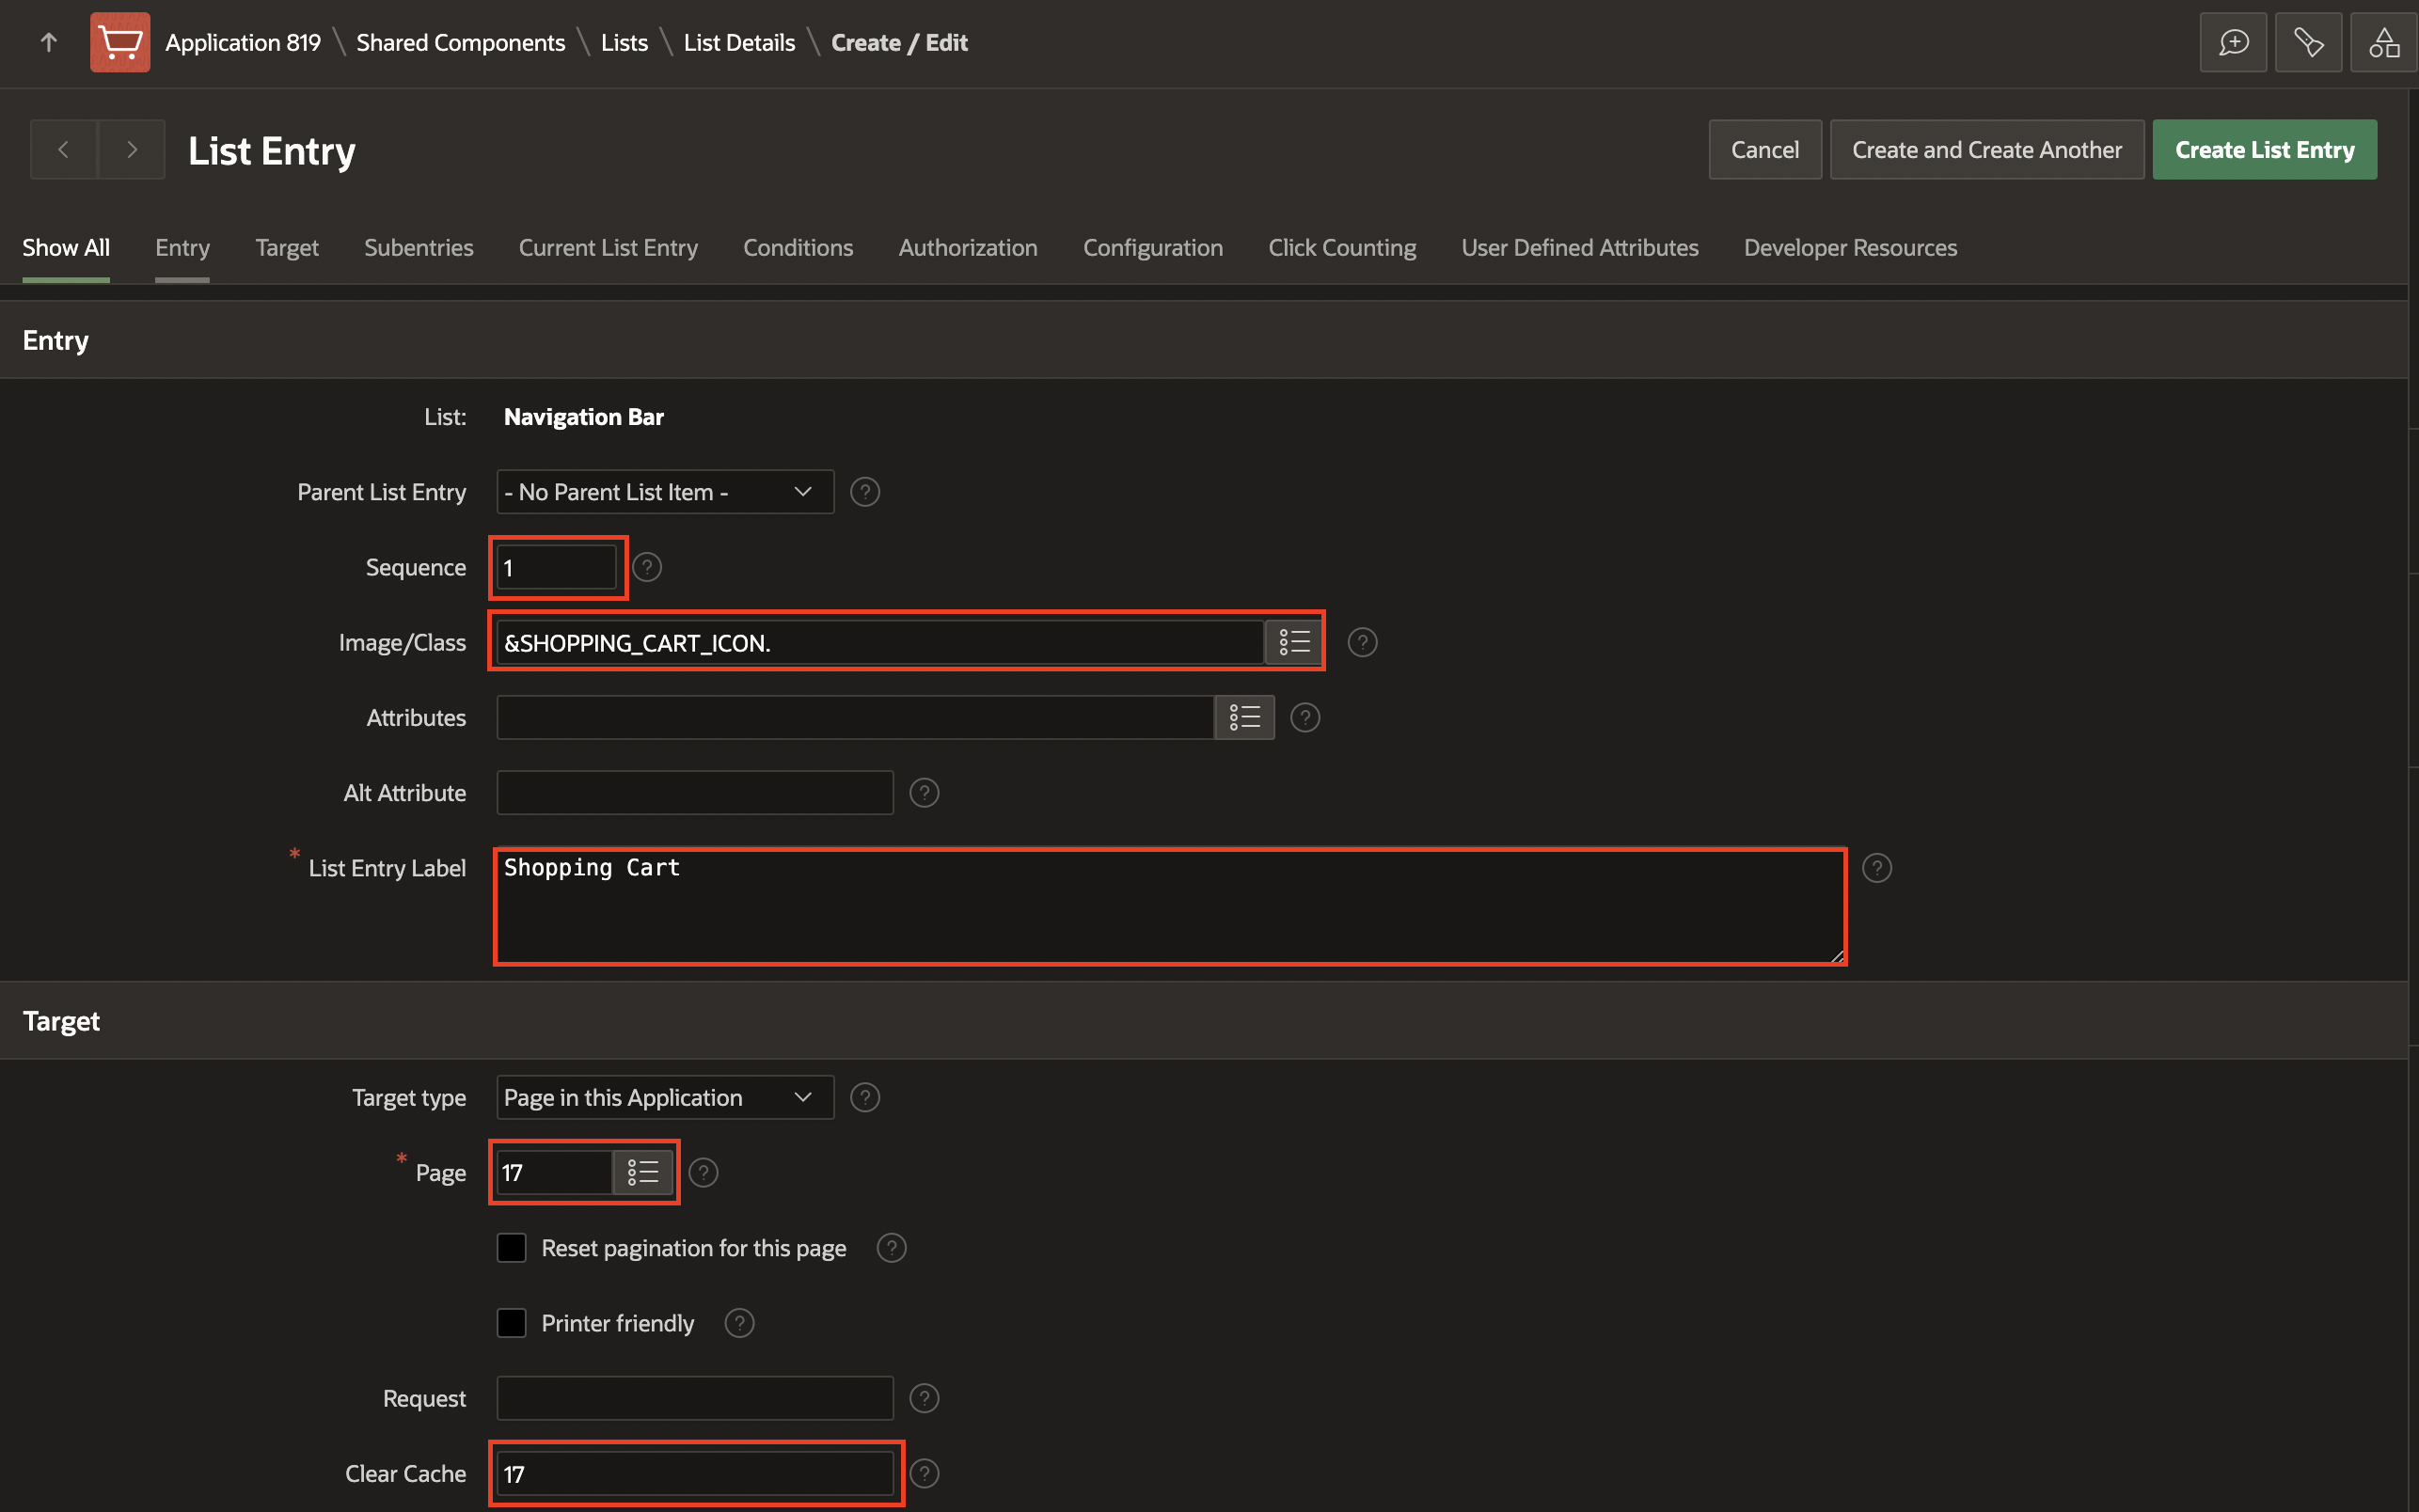 Application 819 \ Shared Components \ Lists \ List Details \ Create / Edit
List Entry
Cancel
Create and Create Another
Create List Entry
Show All Entry Target Subentries Current List Entry Conditions Authorization Configuration Click Counting User Defined Attributes Developer Resources
Entry
List: Navigation Bar
Parent List Entry - No Parent List Item -
Sequence 1
Image/Class &SHOPPING_CART_ICON.
Attributes
Alt Attribute
* List Entry Label Shopping Cart
Target
Target type Page in this Application
* Page 17
Reset pagination for this page
Printer friendly
Request
Clear Cache 17